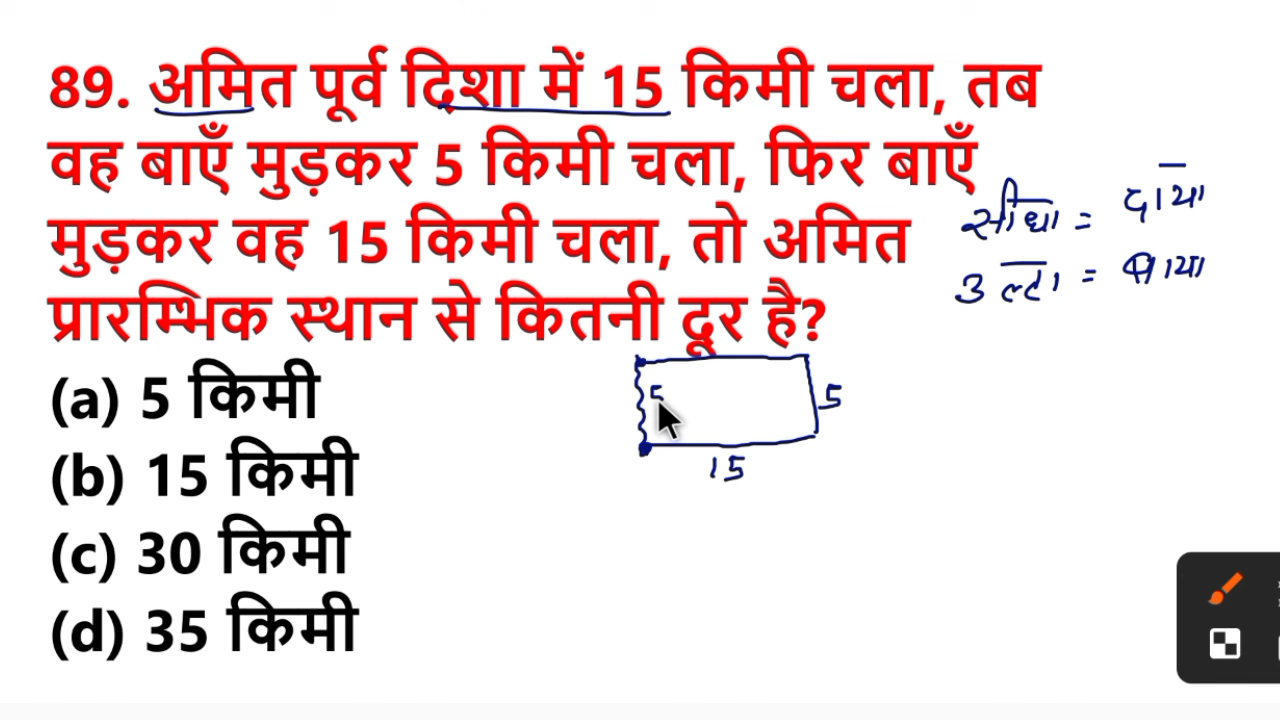 89. अमित पूर्व दिशा में 15 किमी चला, तब
वह बाएँ मुड़कर 5 किमी चला, फिर बाएँ
मुड़कर वह 15 किमी चला, तो अमित
प्रारम्भिक स्थान से कितनी दूर है?
सीधा = दाया
उल्टा = बाया
(a) 5 किमी
(b) 15 किमी
(c) 30 किमी
(d) 35 किमी
5
5
15